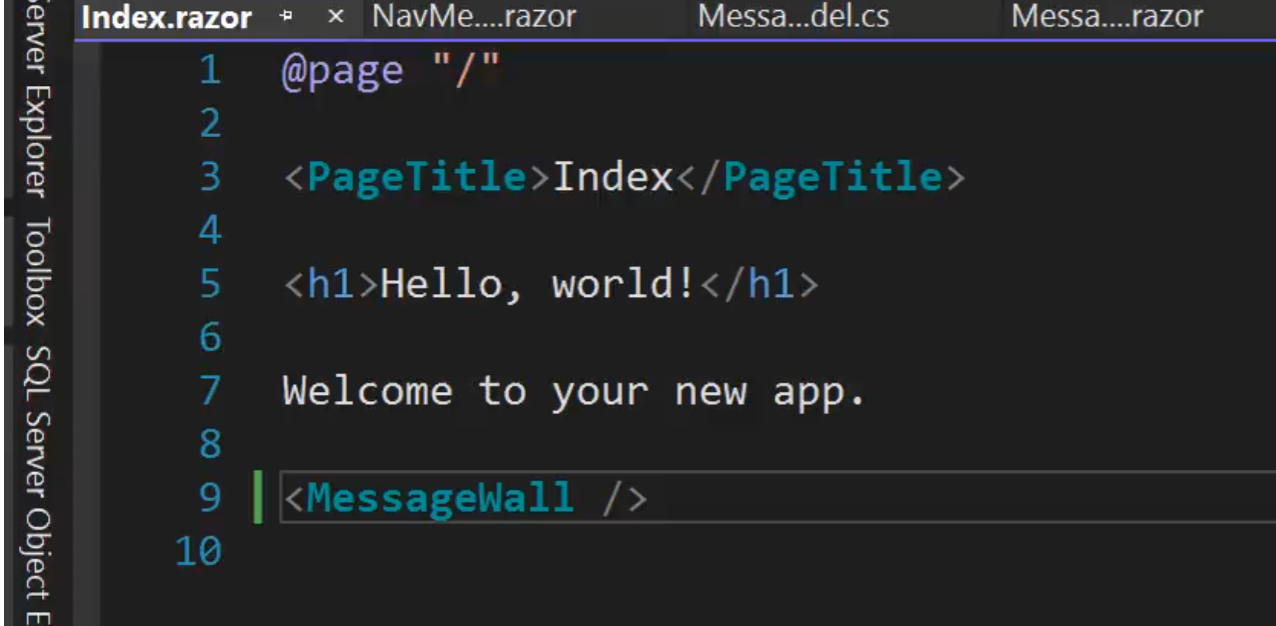 Index.razor NavMe....razor Messa...del.cs Messa....razor
Server Explorer
Toolbox
SQL Server Object E
1 @page "/"
2
3 <PageTitle>Index</PageTitle>
4
5 <h1>Hello, world!</h1>
6
7 Welcome to your new app.
8
9 <MessageWall />
10